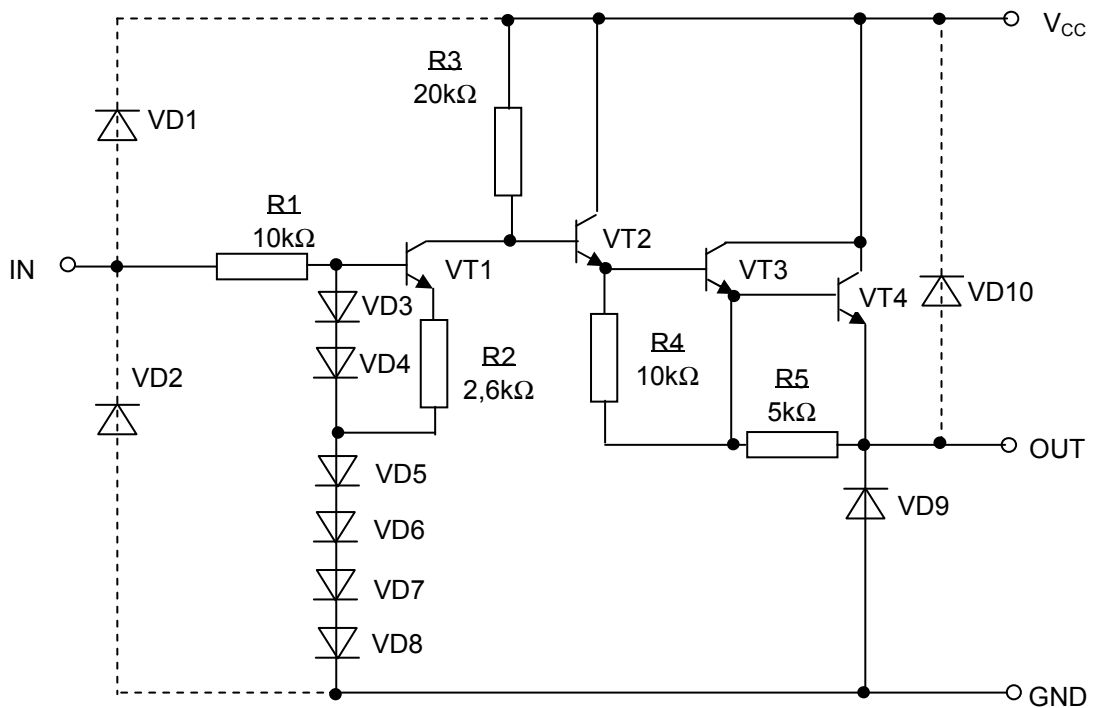 V_CC
R3
20kΩ
VD1
R1
10kΩ
IN
VT1
VT2
VT3
VT4
VD10
VD3
VD4
R2
2,6kΩ
R4
10kΩ
R5
5kΩ
VD2
OUT
VD5
VD9
VD6
VD7
VD8
GND